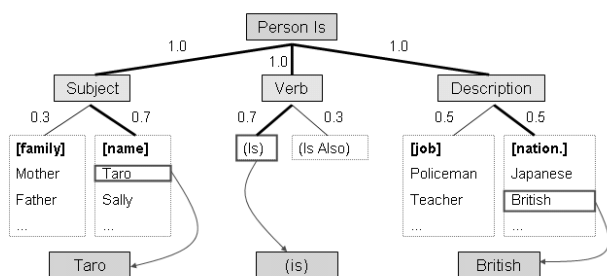 Person Is
1.0
1.0
1.0
Subject
Verb
Description
0.3
0.7
0.7
0.3
0.5
0.5
[family]
Mother
Father
...
[name]
Taro
Sally
...
(Is)
(Is Also)
[job]
Policeman
Teacher
...
[nation.]
Japanese
British
...
Taro
(is)
British